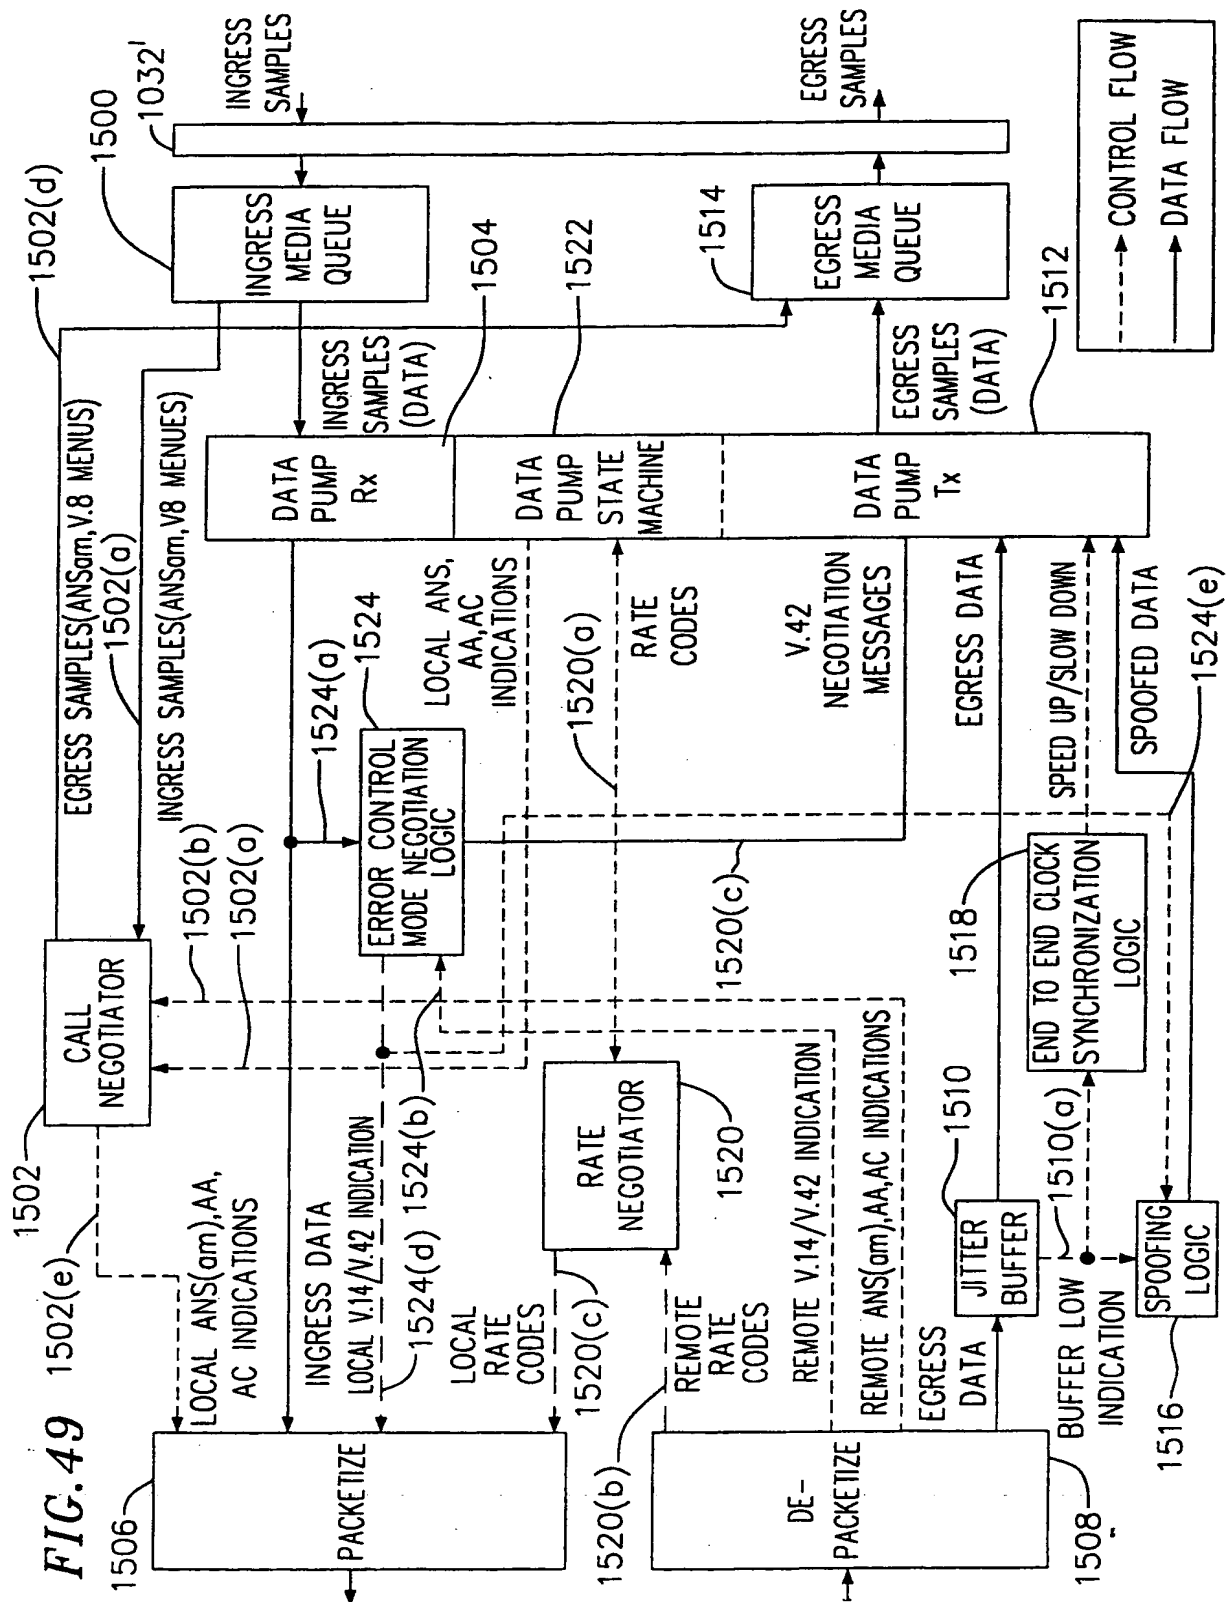 FIG. 49
1506
PACKETIZE
DE-
PACKETIZE
1508
1502(e)
1502
CALL
NEGOTIATOR
LOCAL ANS(am),AA,
AC INDICATIONS
INGRESS DATA
LOCAL V.14/V.42 INDICATION
1524(d)
1524(b)
LOCAL
RATE
CODES
1520(c)
1520(b)
REMOTE
RATE
CODES
RATE
NEGOTIATOR
1520
REMOTE V.14/V.42 INDICATION
REMOTE ANS(am),AA,AC INDICATIONS
EGRESS
DATA
JITTER
BUFFER
1510
BUFFER LOW
INDICATION
1510(a)
SPOOFING
LOGIC
1516
1502(b)
1502(a)
EGRESS SAMPLES(ANSam,V.8 MENUS)
1502(a)
INGRESS SAMPLES(ANSam,V8 MENUES)
1502(d)
ERROR CONTROL
MODE NEGOTIATION
LOGIC
1524(a)
1524
LOCAL ANS,
AA,AC
INDICATIONS
1520(a)
RATE
CODES
1520(c)
V.42
NEGOTIATION
MESSAGES
END TO END CLOCK
SYNCHRONIZATION
LOGIC
1518
EGRESS DATA
SPEED UP/SLOW DOWN
SPOOFED DATA
1524(e)
DATA
PUMP
Rx
DATA
PUMP
STATE
MACHINE
DATA
PUMP
Tx
INGRESS
SAMPLES
(DATA)
1504
1522
EGRESS
SAMPLES
(DATA)
1512
INGRESS
MEDIA
QUEUE
1500
EGRESS
MEDIA
QUEUE
1514
1032'
INGRESS
SAMPLES
EGRESS
SAMPLES
CONTROL FLOW
DATA FLOW